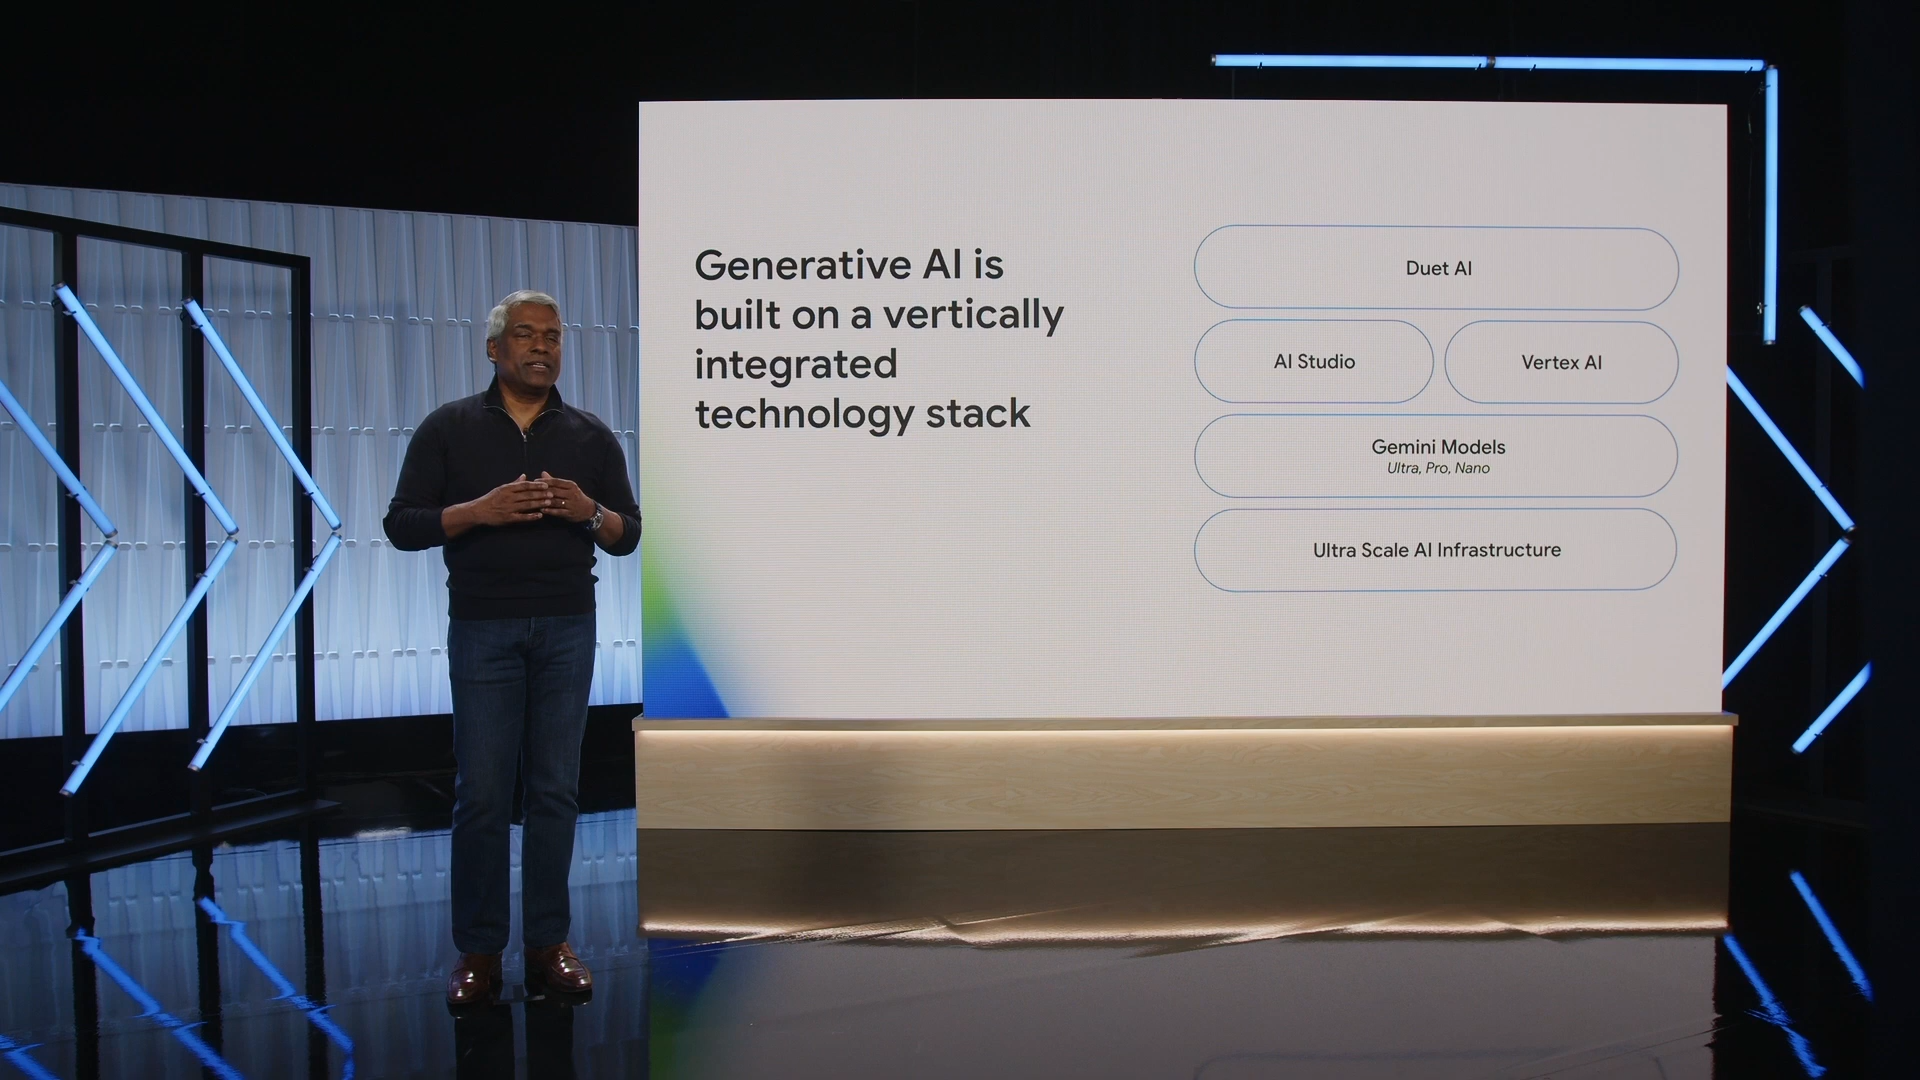 Generative AI is
built on a vertically
integrated
technology stack
Duet AI
AI Studio
Vertex AI
Gemini Models
Ultra, Pro, Nano
Ultra Scale AI Infrastructure